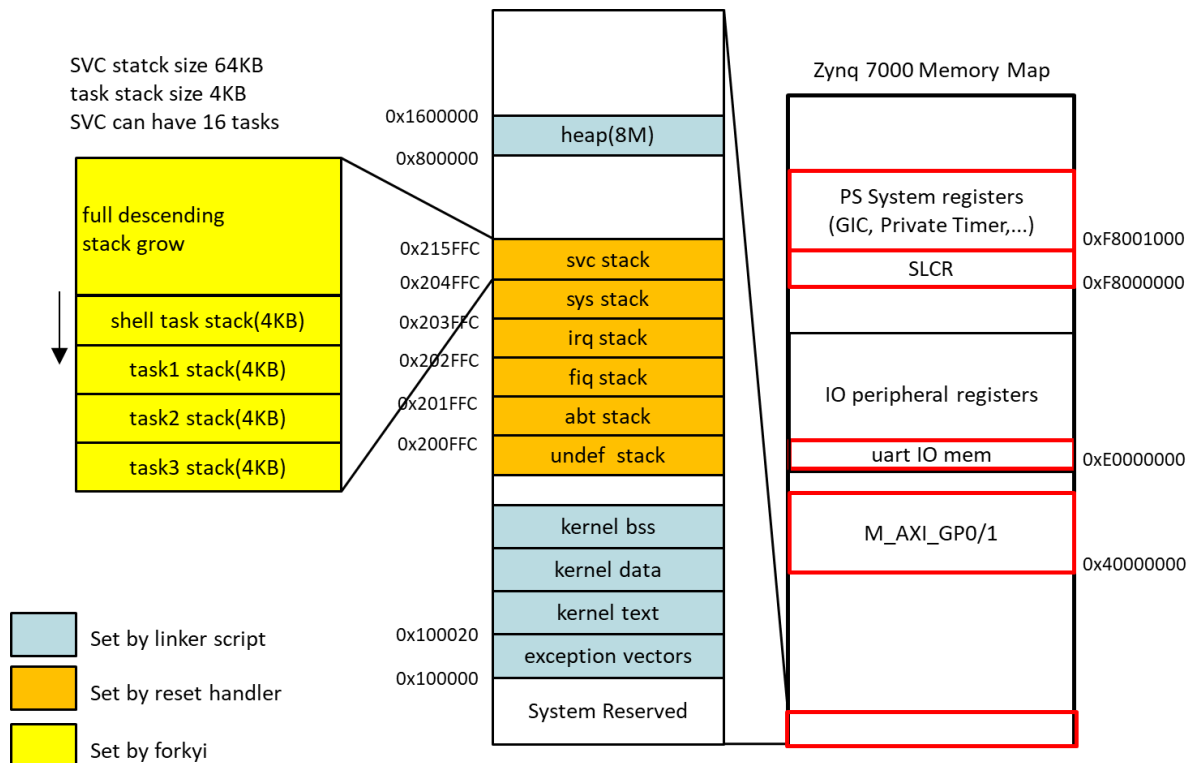 SVC statck size 64KB
task stack size 4KB
SVC can have 16 tasks
full descending
stack grow
shell task stack(4KB)
task1 stack(4KB)
task2 stack(4KB)
task3 stack(4KB)
Set by linker script
Set by reset handler
Set by forkyi
0x1600000
heap(8M)
0x800000
0x215FFC
svc stack
0x204FFC
sys stack
0x203FFC
irq stack
0x202FFC
fiq stack
0x201FFC
abt stack
0x200FFC
undef stack
kernel bss
kernel data
kernel text
0x100020
exception vectors
0x100000
System Reserved
Zynq 7000 Memory Map
PS System registers
(GIC, Private Timer,...)
0xF8001000
SLCR
0xF8000000
IO peripheral registers
uart IO mem
0xE0000000
M_AXI_GP0/1
0x40000000